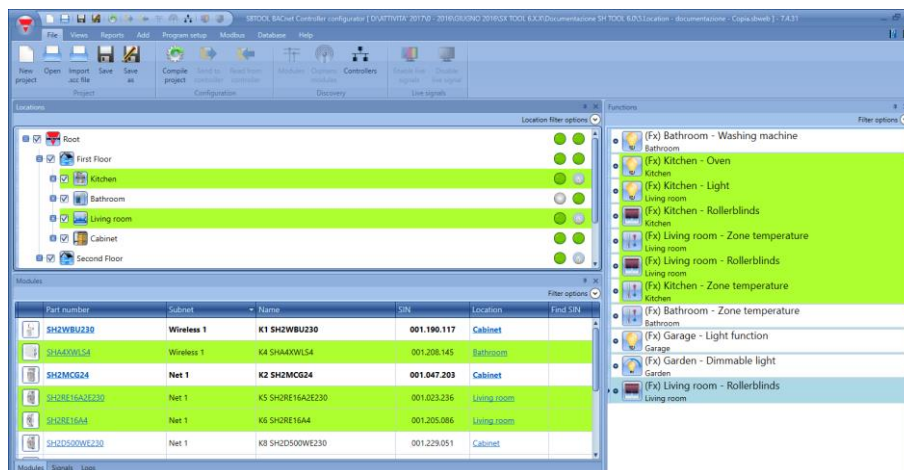 SBTOOL BACnet Controller configurator [ D:\ATTIVITA' 2017\0 - 2016\GIUGNO 2016\SX TOOL 6.X.X\Documentazione SH TOOL 6.0\5.Location - documentazione - Copia.sbweb ] - 7.4.31
File Views Reports Add Program setup Modbus Database Help
New project
Open
Import .scc file
Save
Save as
Compile project
Send to controller
Read from controller
Modules
Orphans modules
Controllers
Enable live signals
Disable live signal
Project Configuration Discovery Live signals
Locations
Location filter options
Root
First Floor
Kitchen
Bathroom
Living room
Cabinet
Second Floor
Modules
Filter options
Part number Subnet Name SIN Location Find SIN
SH2WBU230 Wireless 1 K1 SH2WBU230 001.190.117 Cabinet
SHA4XWLS4 Wireless 1 K4 SHA4XWLS4 001.208.145 Bathroom
SH2MCG24 Net 1 K2 SH2MCG24 001.047.203 Cabinet
SH2RE16A2E230 Net 1 K5 SH2RE16A2E230 001.023.236 Living room
SH2RE16A4 Net 1 K6 SH2RE16A4 001.205.086 Living room
SH2D500WE230 Net 1 K8 SH2D500WE230 001.229.051 Cabinet
Modules Signals Logs
Functions
Filter options
(Fx) Bathroom - Washing machine
Bathroom
(Fx) Kitchen - Oven
Kitchen
(Fx) Kitchen - Light
Living room
(Fx) Kitchen - Rollerblinds
Kitchen
(Fx) Living room - Zone temperature
Living room
(Fx) Living room - Rollerblinds
Living room
(Fx) Kitchen - Zone temperature
Kitchen
(Fx) Bathroom - Zone temperature
Bathroom
(Fx) Garage - Light function
Garage
(Fx) Garden - Dimmable light
Garden
(Fx) Living room - Rollerblinds
Living room